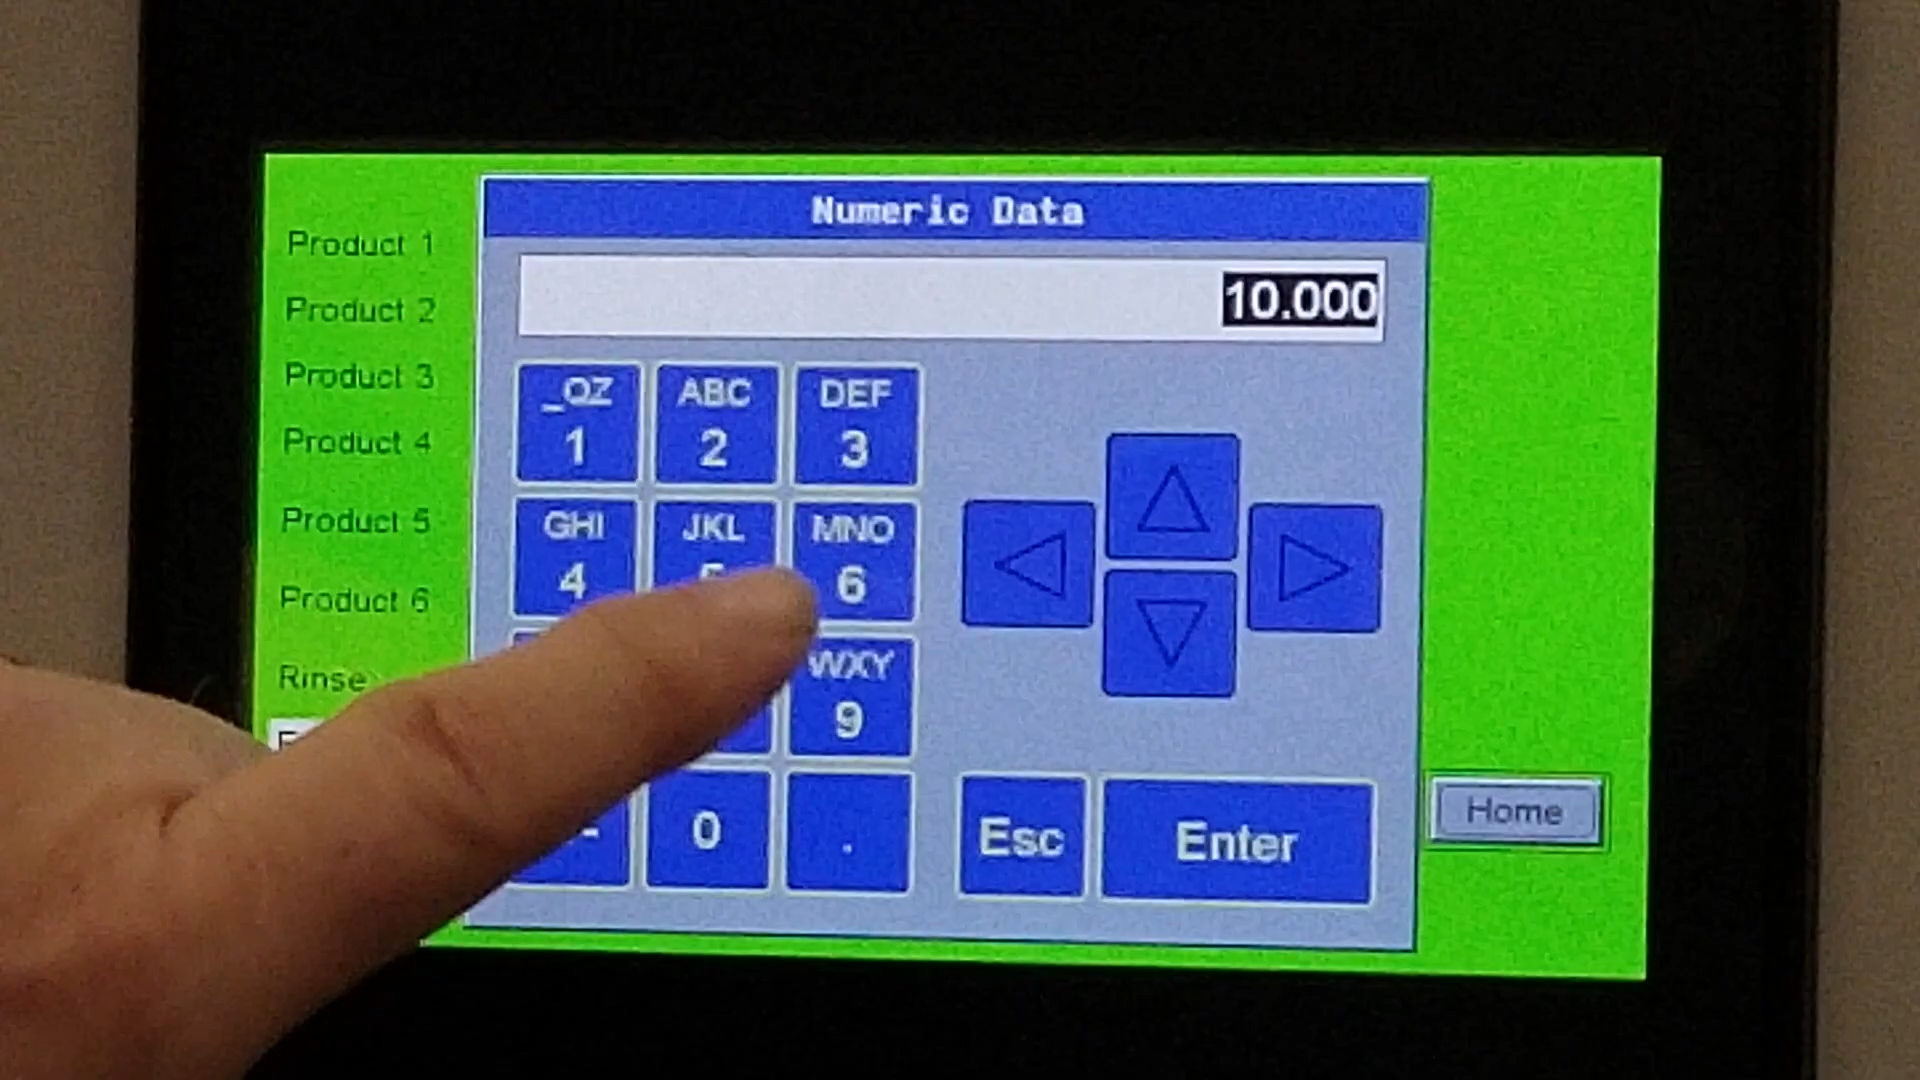 Numeric Data
10.000
Product 1
Product 2
Product 3
Product 4
Product 5
Product 6
Rinse
_QZ ABC DEF
1 2 3
GHI JKL MNO
4 5 6
WXY
9
- 0 .
Esc Enter
Home